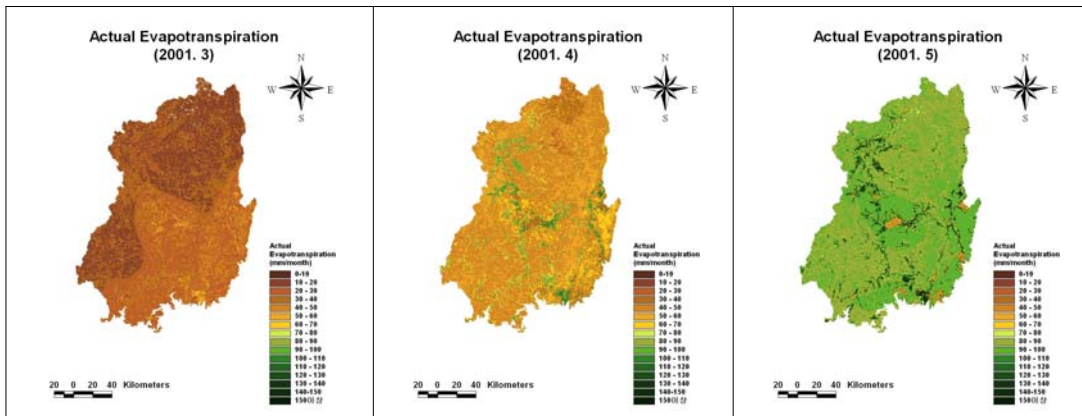 Actual Evapotranspiration
(2001. 3)
N
W
E
S
Actual
Evapotranspiration
(mm/month)
0-10
10 - 20
20 - 30
30 - 40
40 - 50
50 - 60
60 - 70
70 - 80
80 - 90
90 - 100
100 - 110
110 - 120
120 - 130
130 - 140
140-150
150이상
20 0 20 40 Kilometers
Actual Evapotranspiration
(2001. 4)
N
W
E
S
Actual
Evapotranspiration
(mm/month)
0-10
10 - 20
20 - 30
30 - 40
40 - 50
50 - 60
60 - 70
70 - 80
80 - 90
90 - 100
100 - 110
110 - 120
120 - 130
130 - 140
140-150
150이상
20 0 20 40 Kilometers
Actual Evapotranspiration
(2001. 5)
N
W
E
S
Actual
Evapotranspiration
(mm/month)
0-10
10 - 20
20 - 30
30 - 40
40 - 50
50 - 60
60 - 70
70 - 80
80 - 90
90 - 100
100 - 110
110 - 120
120 - 130
130 - 140
140-150
150이상
20 0 20 40 Kilometers